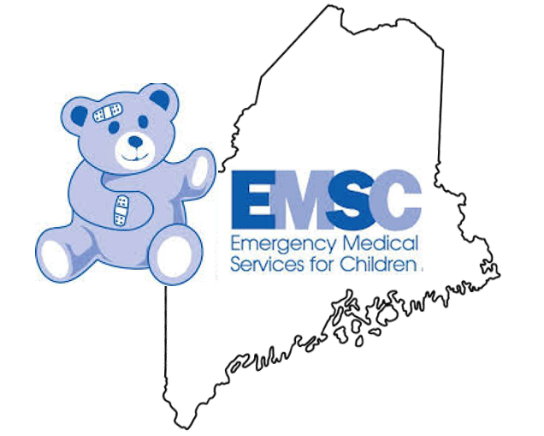 EMSC
Emergency Medical
Services for Children